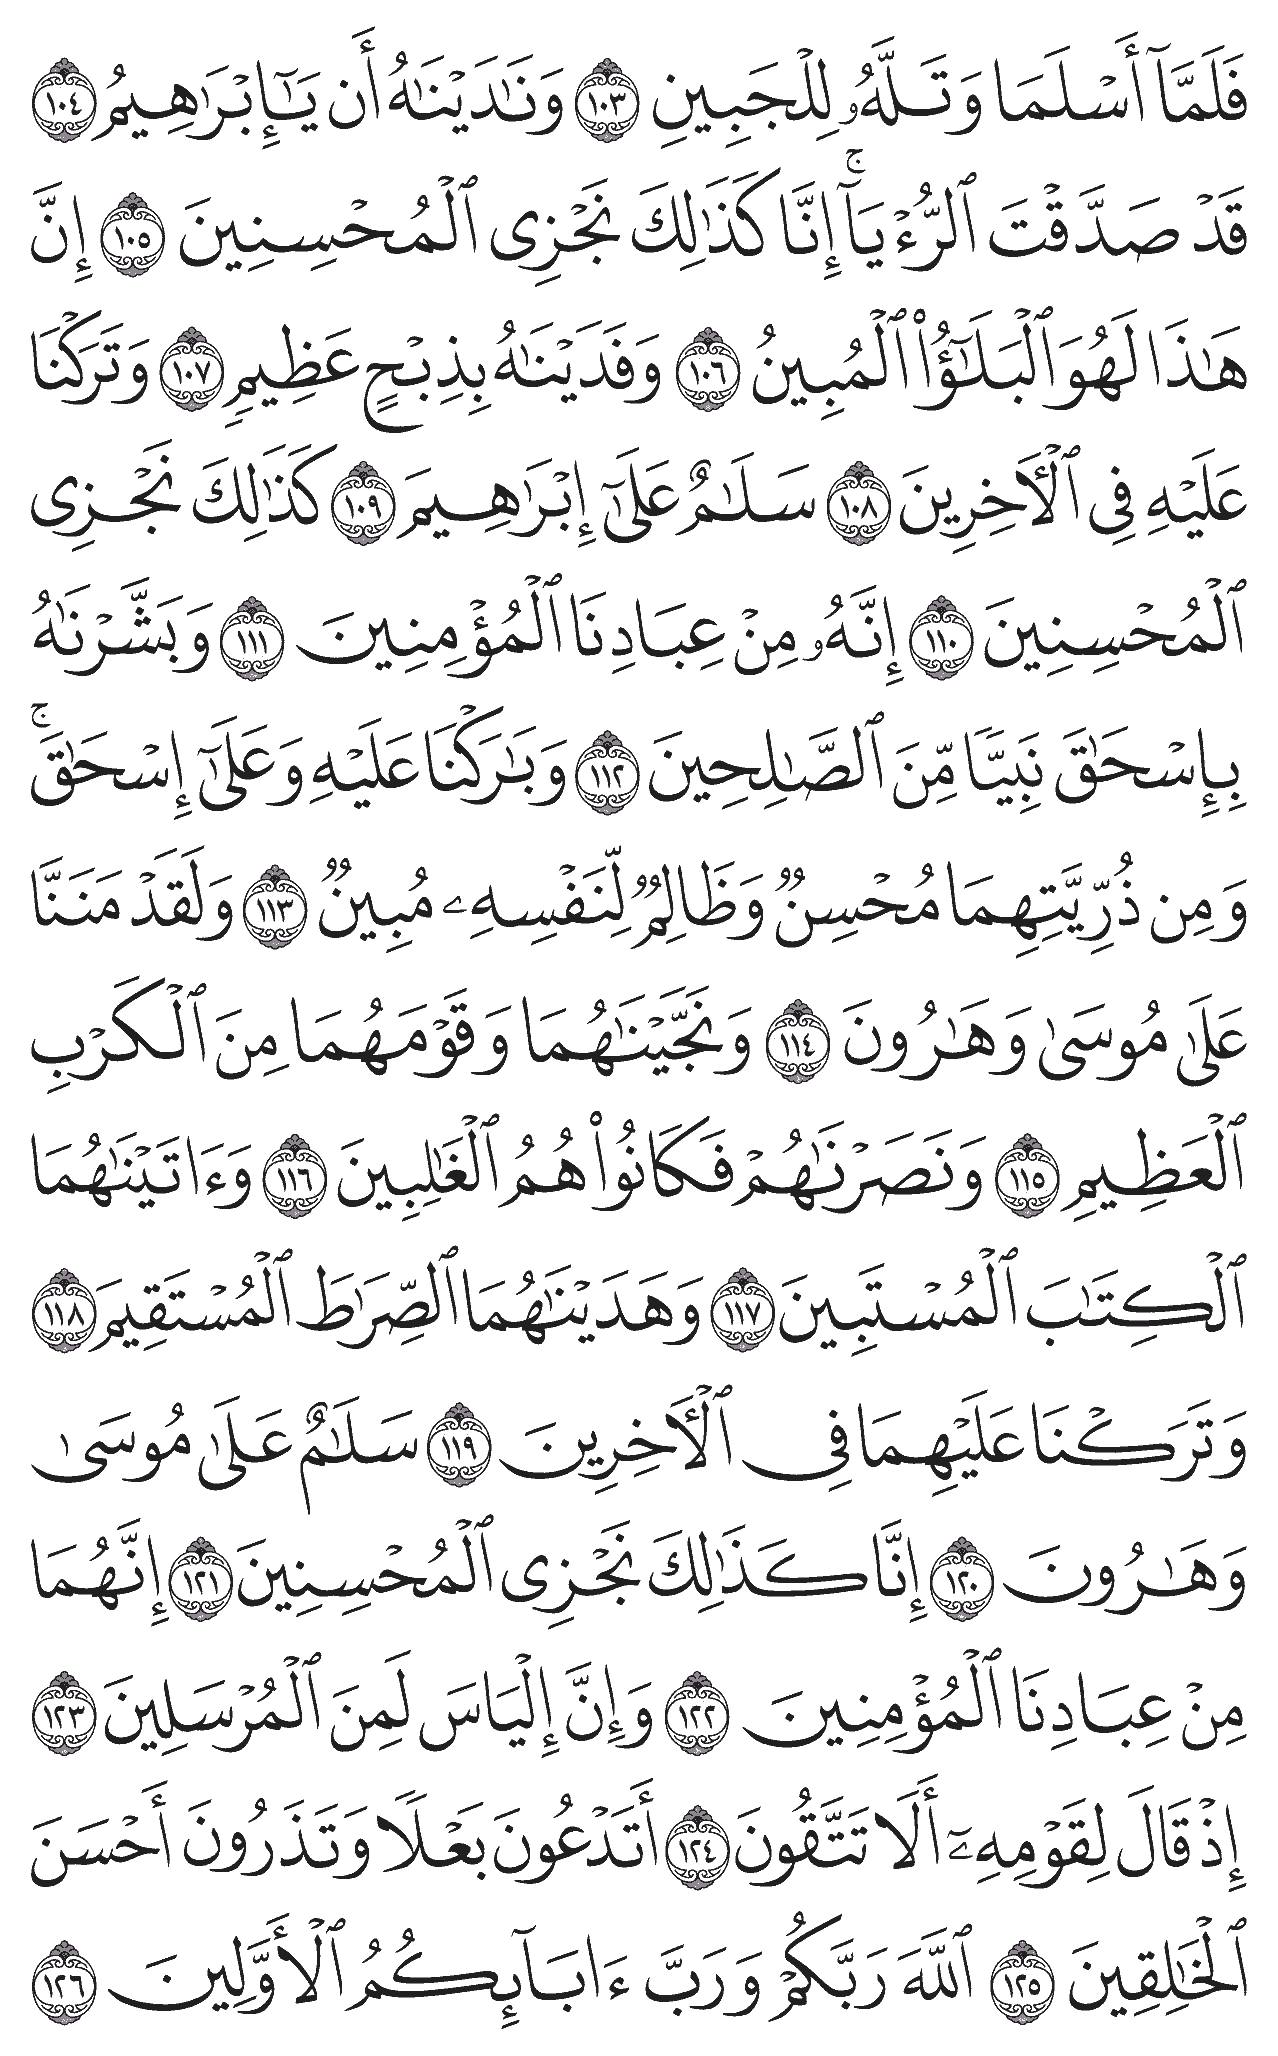 فَلَمَّآ أَسْلَمَا وَتَلَّهُۥ لِلْجَبِينِ ١٠٣ وَنَٰدَيْنَٰهُ أَن يَٰٓإِبْرَٰهِيمُ ١٠٤
قَدْ صَدَّقْتَ ٱلرُّءْيَآ ۚ إِنَّا كَذَٰلِكَ نَجْزِى ٱلْمُحْسِنِينَ ١٠٥ إِنَّ
هَٰذَا لَهُوَ ٱلْبَلَٰٓؤُا۟ ٱلْمُبِينُ ١٠٦ وَفَدَيْنَٰهُ بِذِبْحٍ عَظِيمٍ ١٠٧ وَتَرَكْنَا
عَلَيْهِ فِى ٱلْأَخِرِينَ ١٠٨ سَلَٰمٌ عَلَىٰٓ إِبْرَٰهِيمَ ١٠٩ كَذَٰلِكَ نَجْزِى
ٱلْمُحْسِنِينَ ١١٠ إِنَّهُۥ مِنْ عِبَادِنَا ٱلْمُؤْمِنِينَ ١١١ وَبَشَّرْنَٰهُ
بِإِسْحَٰقَ نَبِيًّا مِّنَ ٱلصَّٰلِحِينَ ١١٢ وَبَٰرَكْنَا عَلَيْهِ وَعَلَىٰٓ إِسْحَٰقَ ۚ
وَمِن ذُرِّيَّتِهِمَا مُحْسِنٌ وَظَالِمٌ لِّنَفْسِهِۦ مُبِينٌ ١١٣ وَلَقَدْ مَنَنَّا
عَلَىٰ مُوسَىٰ وَهَٰرُونَ ١١٤ وَنَجَّيْنَٰهُمَا وَقَوْمَهُمَا مِنَ ٱلْكَرْبِ
ٱلْعَظِيمِ ١١٥ وَنَصَرْنَٰهُمْ فَكَانُوا۟ هُمُ ٱلْغَٰلِبِينَ ١١٦ وَءَاتَيْنَٰهُمَا
ٱلْكِتَٰبَ ٱلْمُسْتَبِينَ ١١٧ وَهَدَيْنَٰهُمَا ٱلصِّرَٰطَ ٱلْمُسْتَقِيمَ ١١٨
وَتَرَكْنَا عَلَيْهِمَا فِى ٱلْأَخِرِينَ ١١٩ سَلَٰمٌ عَلَىٰ مُوسَىٰ
وَهَٰرُونَ ١٢٠ إِنَّا كَذَٰلِكَ نَجْزِى ٱلْمُحْسِنِينَ ١٢١ إِنَّهُمَا
مِنْ عِبَادِنَا ٱلْمُؤْمِنِينَ ١٢٢ وَإِنَّ إِلْيَاسَ لَمِنَ ٱلْمُرْسَلِينَ ١٢٣
إِذْ قَالَ لِقَوْمِهِۦٓ أَلَا تَتَّقُونَ ١٢٤ أَتَدْعُونَ بَعْلًا وَتَذَرُونَ أَحْسَنَ
ٱلْخَٰلِقِينَ ١٢٥ ٱللَّهَ رَبَّكُمْ وَرَبَّ ءَابَآئِكُمُ ٱلْأَوَّلِينَ ١٢٦